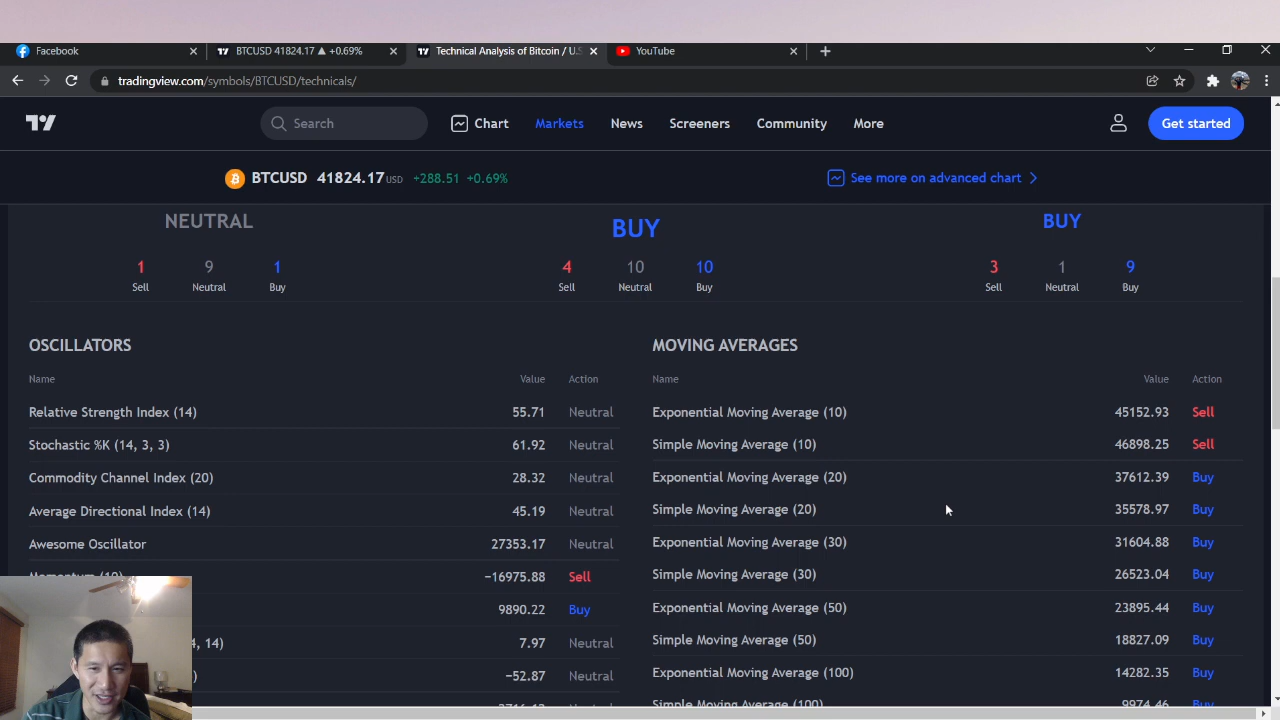 Facebook
BTCUSD 41824.17 ▲ +0.69%
Technical Analysis of Bitcoin / U.S
YouTube
tradingview.com/symbols/BTCUSD/technicals/
Search
Chart
Markets
News
Screeners
Community
More
Get started
BTCUSD 41824.17 USD +288.51 +0.69%
See more on advanced chart
NEUTRAL
BUY
BUY
1 9 1
Sell Neutral Buy
4 10 10
Sell Neutral Buy
3 1 9
Sell Neutral Buy
OSCILLATORS
Name Value Action
Relative Strength Index (14) 55.71 Neutral
Stochastic %K (14, 3, 3) 61.92 Neutral
Commodity Channel Index (20) 28.32 Neutral
Average Directional Index (14) 45.19 Neutral
Awesome Oscillator 27353.17 Neutral
−16975.88 Sell
9890.22 Buy
, 14) 7.97 Neutral
) −52.87 Neutral
MOVING AVERAGES
Name Value Action
Exponential Moving Average (10) 45152.93 Sell
Simple Moving Average (10) 46898.25 Sell
Exponential Moving Average (20) 37612.39 Buy
Simple Moving Average (20) 35578.97 Buy
Exponential Moving Average (30) 31604.88 Buy
Simple Moving Average (30) 26523.04 Buy
Exponential Moving Average (50) 23895.44 Buy
Simple Moving Average (50) 18827.09 Buy
Exponential Moving Average (100) 14282.35 Buy
Simple Moving Average (100) 9974.46 Buy